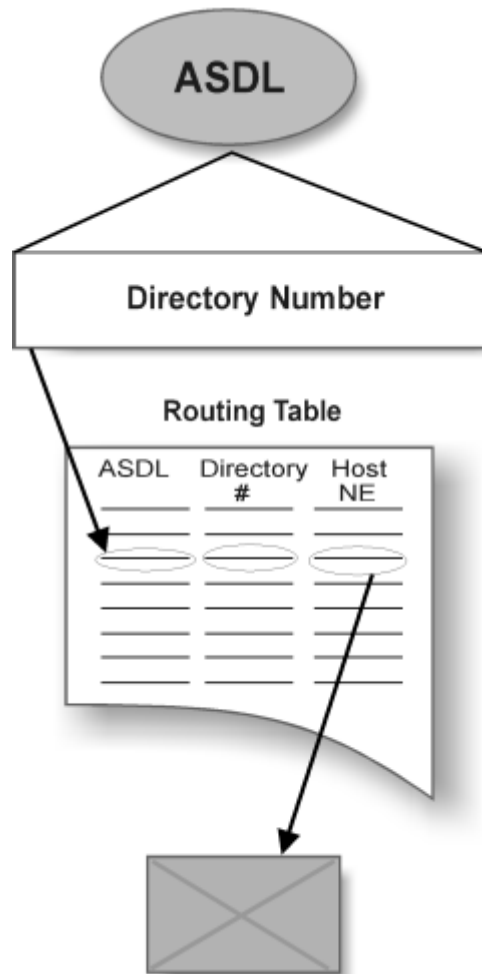 ASDL
Directory Number
Routing Table
ASDL Directory # Host NE